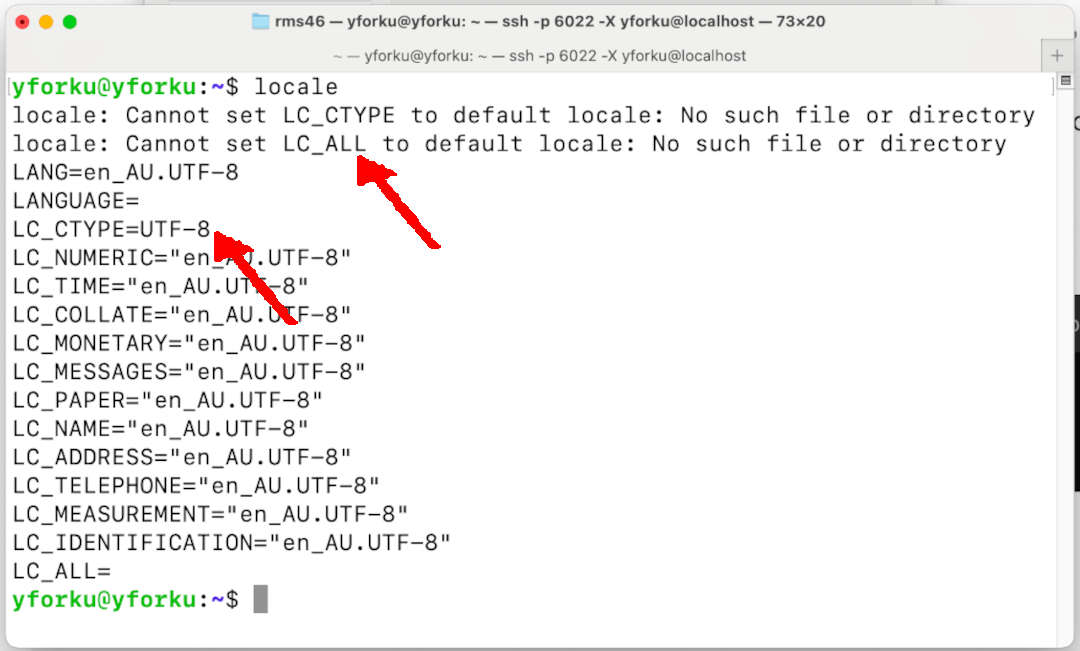 rms46 — yforku@yforku: ~ — ssh -p 6022 -X yforku@localhost — 73×20
~ — yforku@yforku: ~ — ssh -p 6022 -X yforku@localhost
yforku@yforku:~$ locale
locale: Cannot set LC_CTYPE to default locale: No such file or directory
locale: Cannot set LC_ALL to default locale: No such file or directory
LANG=en_AU.UTF-8
LANGUAGE=
LC_CTYPE=UTF-8
LC_NUMERIC="en_AU.UTF-8"
LC_TIME="en_AU.UTF-8"
LC_COLLATE="en_AU.UTF-8"
LC_MONETARY="en_AU.UTF-8"
LC_MESSAGES="en_AU.UTF-8"
LC_PAPER="en_AU.UTF-8"
LC_NAME="en_AU.UTF-8"
LC_ADDRESS="en_AU.UTF-8"
LC_TELEPHONE="en_AU.UTF-8"
LC_MEASUREMENT="en_AU.UTF-8"
LC_IDENTIFICATION="en_AU.UTF-8"
LC_ALL=
yforku@yforku:~$